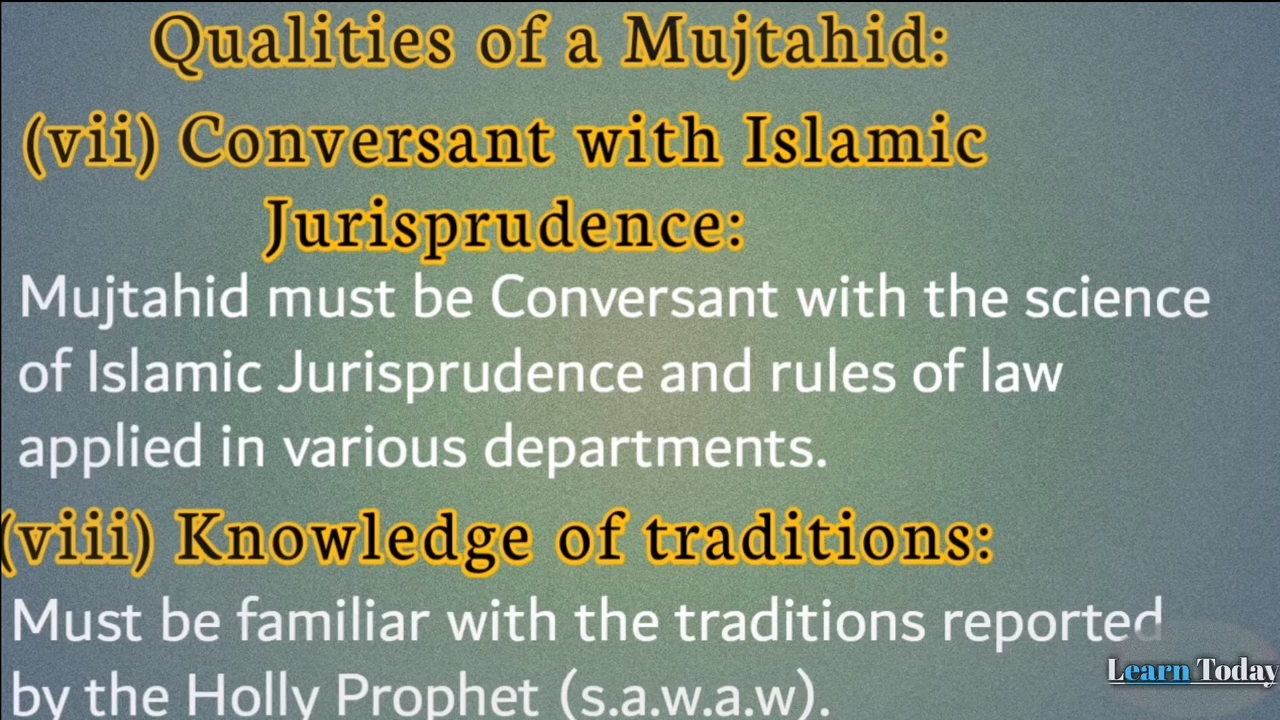 Qualities of a Mujtahid:
(vii) Conversant with Islamic
Jurisprudence:
Mujtahid must be Conversant with the science
of Islamic Jurisprudence and rules of law
applied in various departments.
(viii) Knowledge of traditions:
Must be familiar with the traditions reported
by the Holly Prophet (s.a.w.a.w).
Learn Today